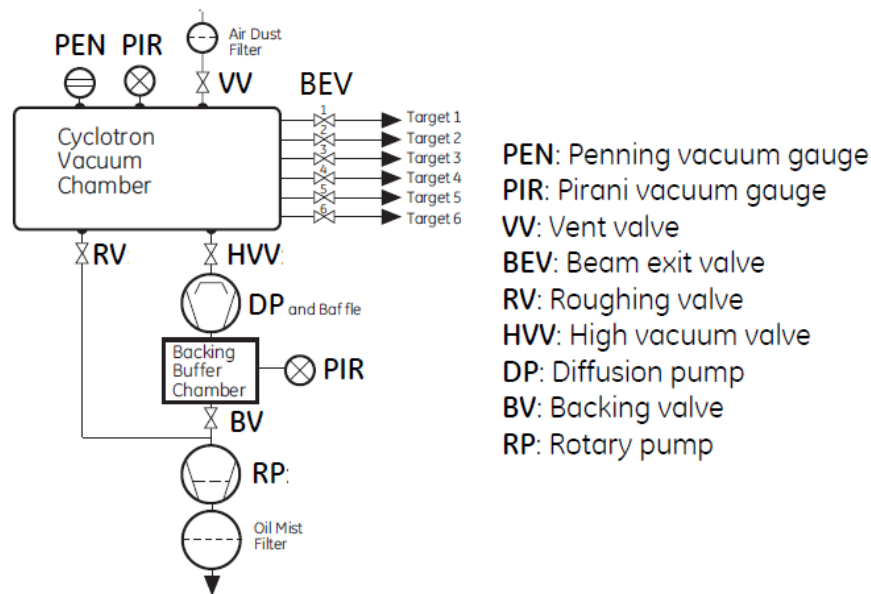 Air Dust
Filter
PEN PIR
VV BEV
Cyclotron
Vacuum
Chamber
1 Target 1
2 Target 2
3 Target 3
4 Target 4
5 Target 5
6 Target 6
RV: HVV:
DP and Baffle
Backing
Buffer
Chamber
PIR
BV
RP:
Oil Mist
Filter
PEN: Penning vacuum gauge
PIR: Pirani vacuum gauge
VV: Vent valve
BEV: Beam exit valve
RV: Roughing valve
HVV: High vacuum valve
DP: Diffusion pump
BV: Backing valve
RP: Rotary pump